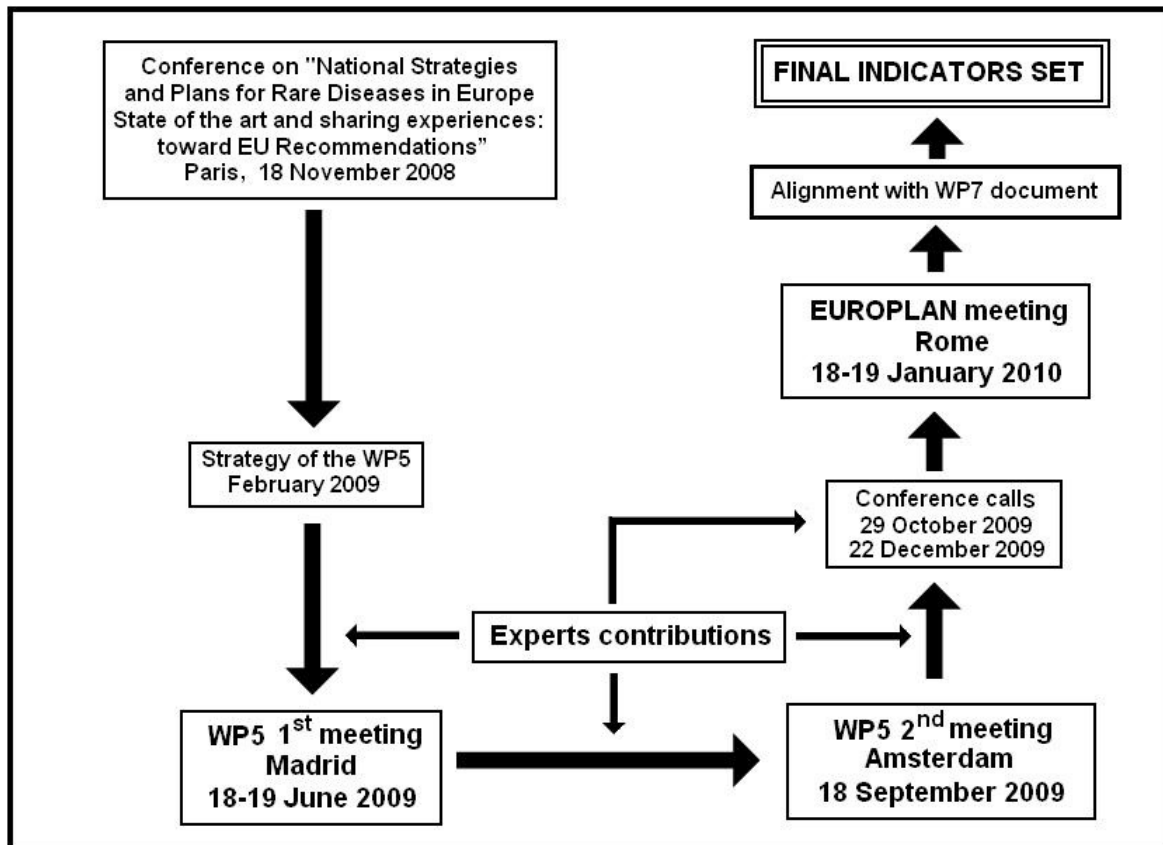 Conference on "National Strategies
and Plans for Rare Diseases in Europe
State of the art and sharing experiences:
toward EU Recommendations"
Paris, 18 November 2008
Strategy of the WP5
February 2009
WP5 1st meeting
Madrid
18-19 June 2009
Experts contributions
WP5 2nd meeting
Amsterdam
18 September 2009
Conference calls
29 October 2009
22 December 2009
EUROPLAN meeting
Rome
18-19 January 2010
Alignment with WP7 document
FINAL INDICATORS SET